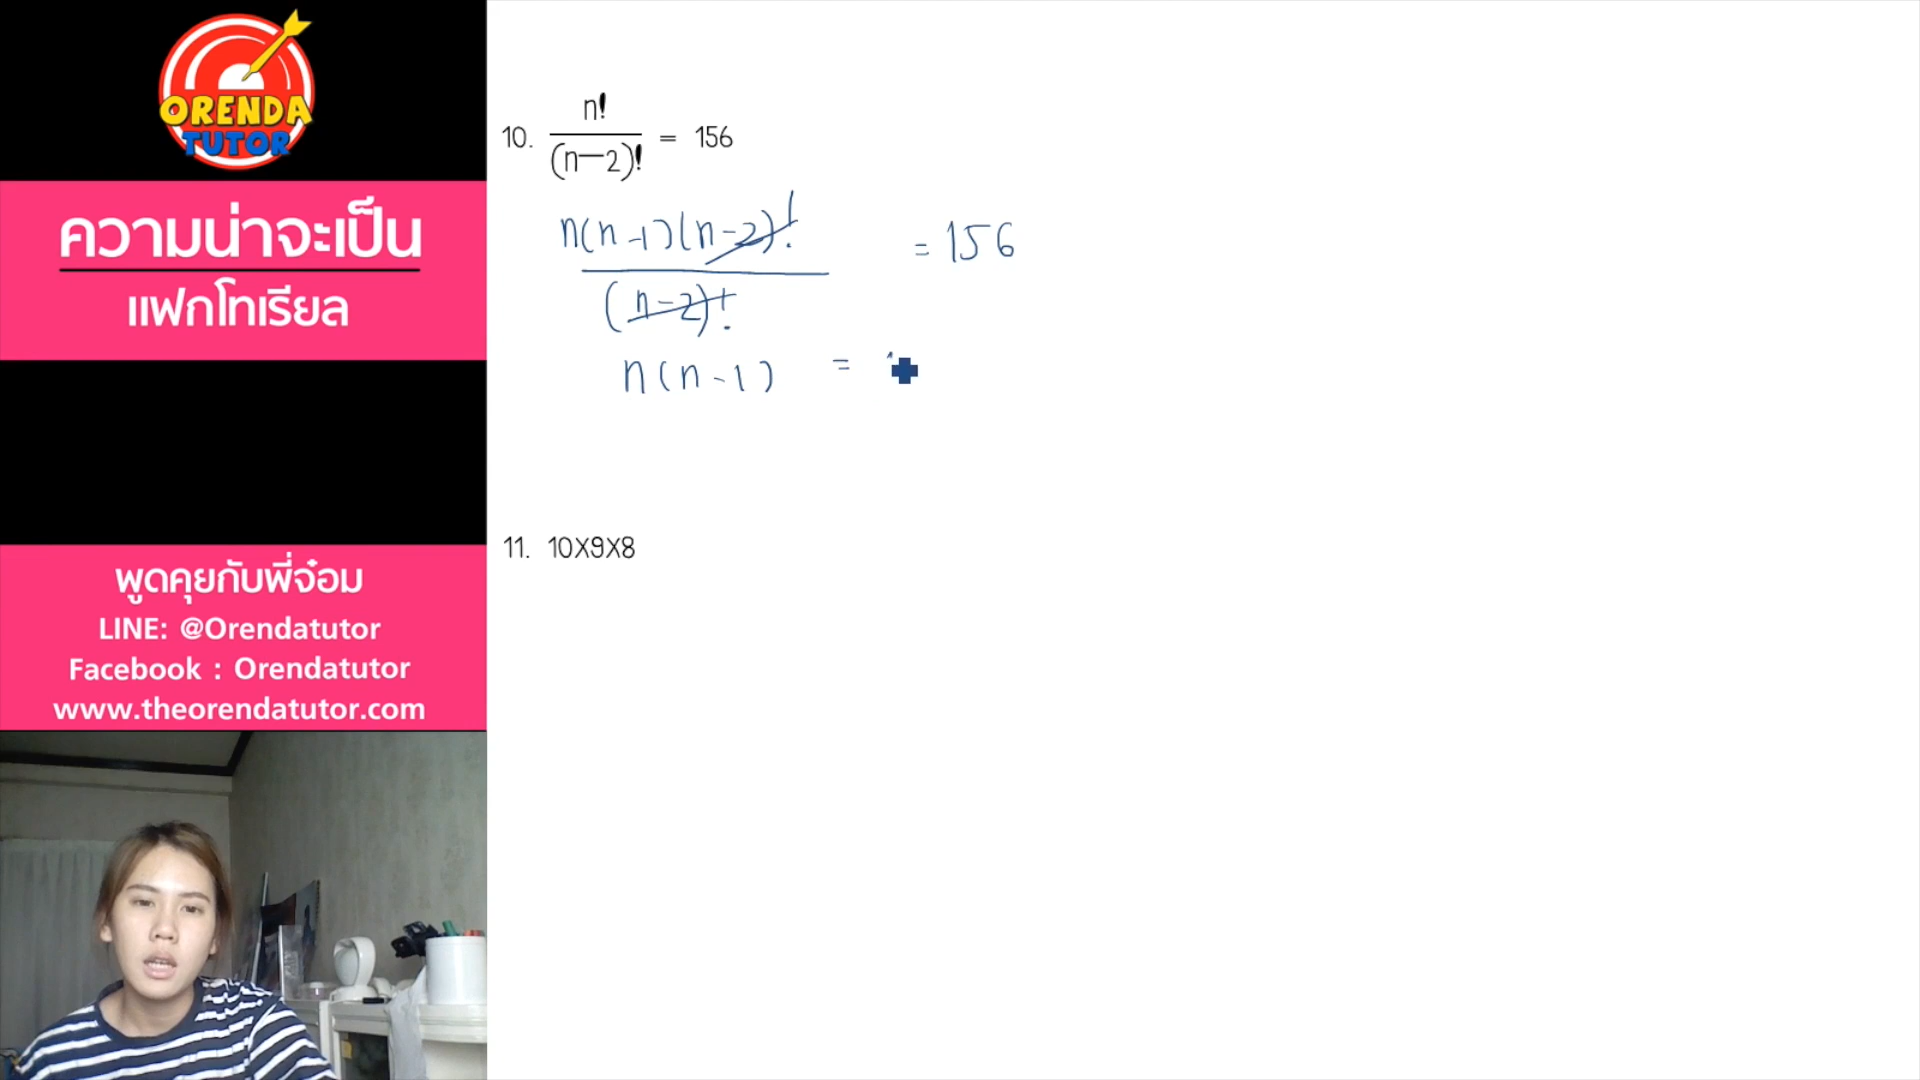 ORENDA
TUTOR
ความน่าจะเป็น
แฟกโทเรียล
พูดคุยกับพี่จ๋อม
LINE: @Orendatutor
Facebook : Orendatutor
www.theorendatutor.com
10. n!
(n-2)! = 156
n(n-1)(n-2)! = 156
(n-2)!
n(n-1) =
11. 10X9X8